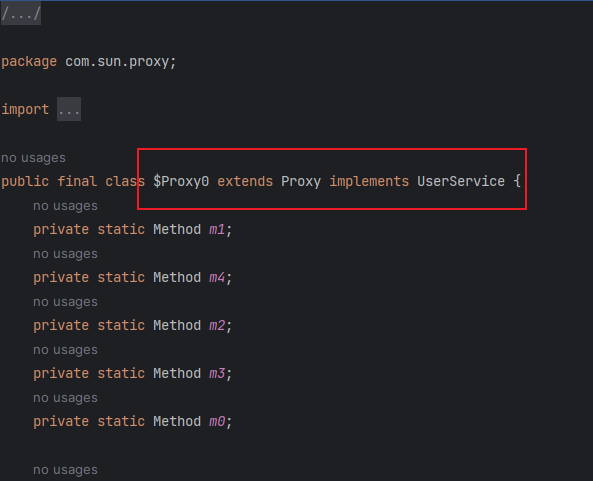 /.../
package com.sun.proxy;
import ...
no usages
public final class $Proxy0 extends Proxy implements UserService {
no usages
private static Method m1;
no usages
private static Method m4;
no usages
private static Method m2;
no usages
private static Method m3;
no usages
private static Method m0;
no usages